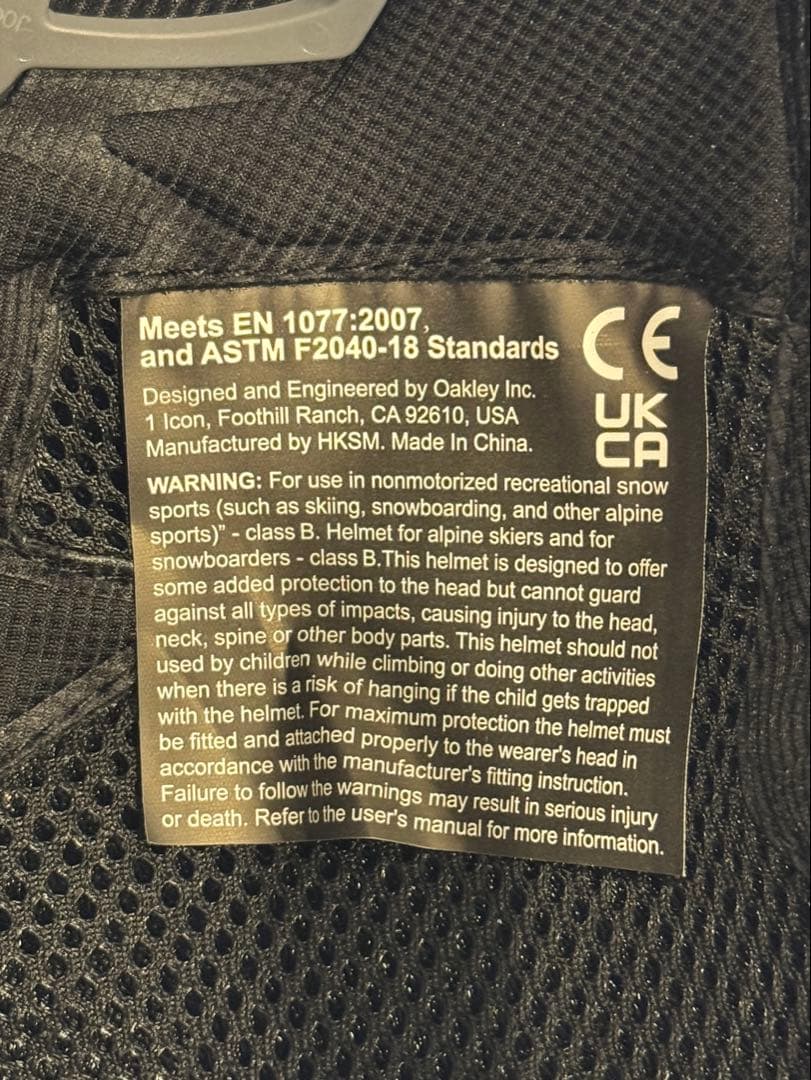 Meets EN 1077:2007,
and ASTM F2040-18 Standards
CE
UK
CA
Designed and Engineered by Oakley Inc.
1 Icon, Foothill Ranch, CA 92610, USA
Manufactured by HKSM. Made In China.
WARNING: For use in nonmotorized recreational snow
sports (such as skiing, snowboarding, and other alpine
sports)" - class B. Helmet for alpine skiers and for
snowboarders - class B.This helmet is designed to offer
some added protection to the head but cannot guard
against all types of impacts, causing injury to the head,
neck, spine or other body parts. This helmet should not
used by children while climbing or doing other activities
when there is a risk of hanging if the child gets trapped
with the helmet. For maximum protection the helmet must
be fitted and attached properly to the wearer's head in
accordance with the manufacturer's fitting instruction.
Failure to follow the warnings may result in serious injury
or death. Refer to the user's manual for more information.